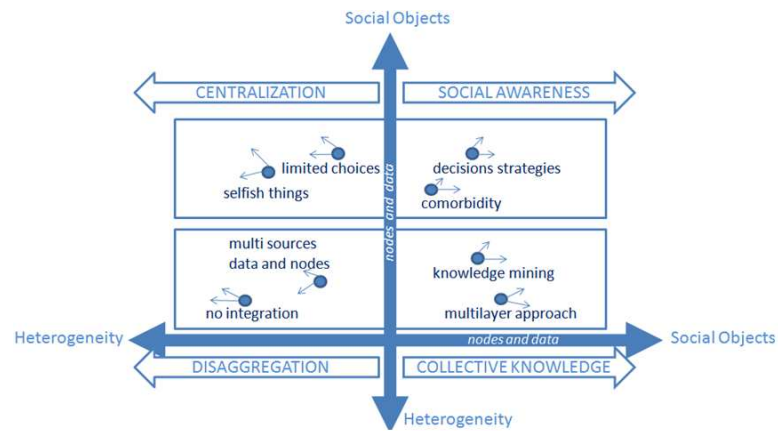 Social Objects
CENTRALIZATION
SOCIAL AWARENESS
limited choices
selfish things
decisions strategies
comorbidity
nodes and data
multi sources
data and nodes
no integration
knowledge mining
multilayer approach
Heterogeneity
nodes and data
Social Objects
DISAGGREGATION
COLLECTIVE KNOWLEDGE
Heterogeneity